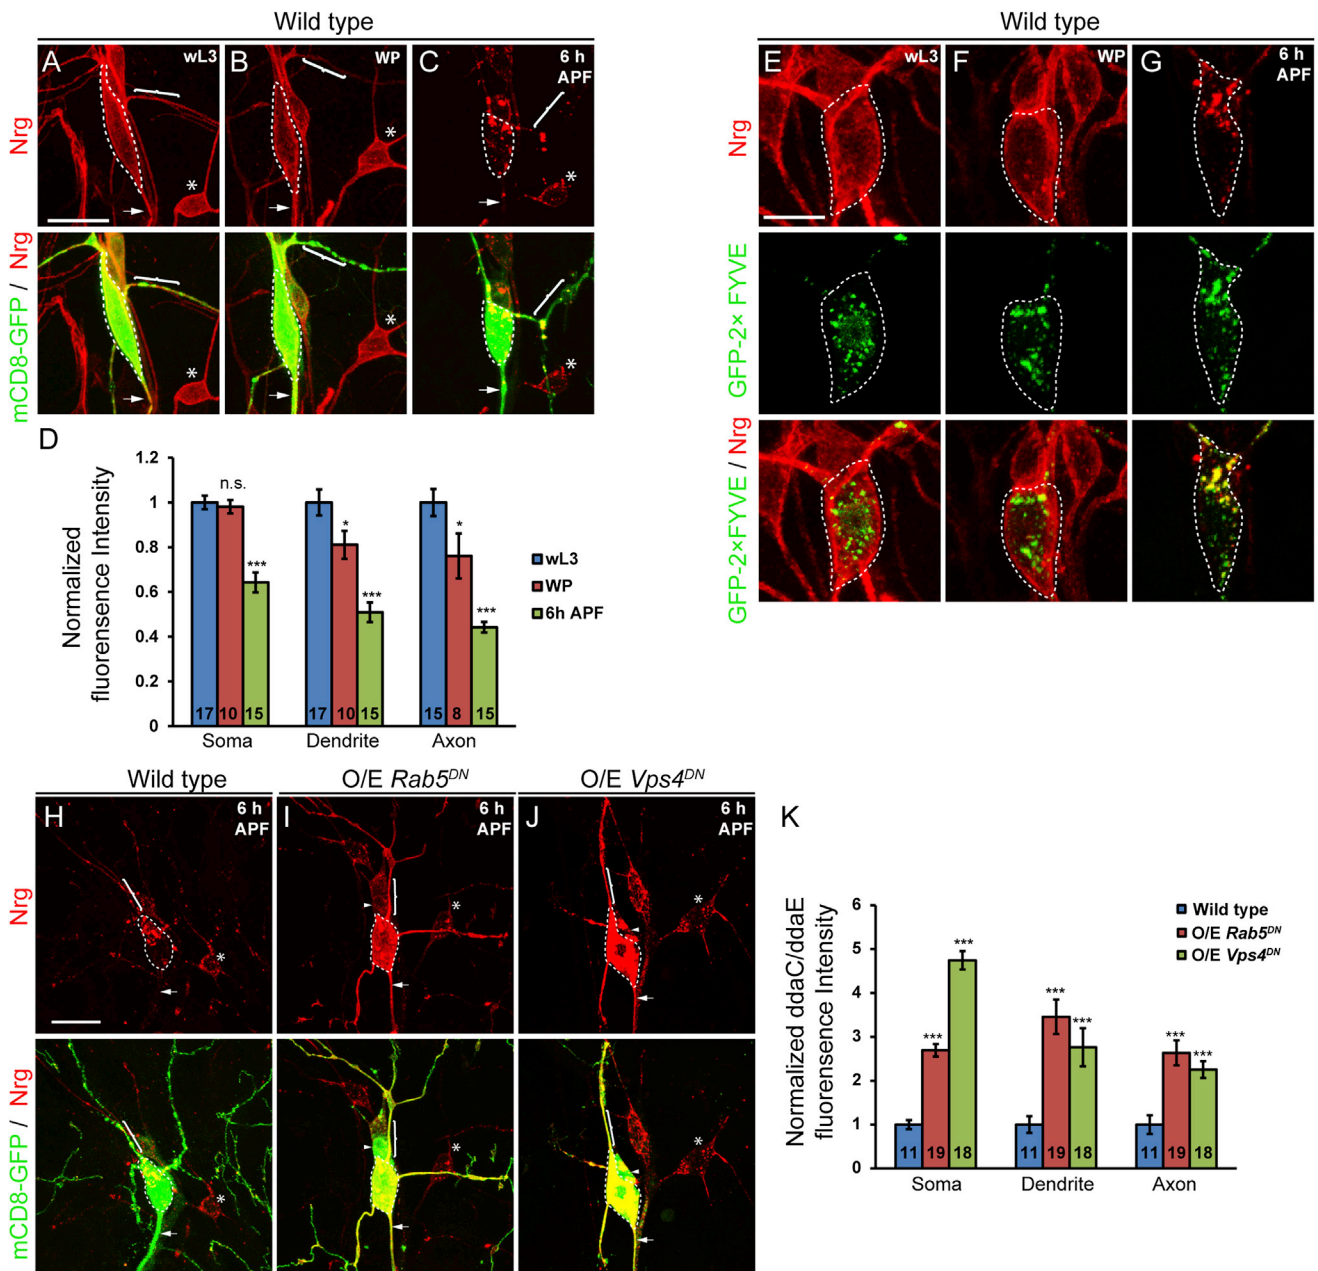 Wild type
A wL3
B WP
C 6 h
APF
Nrg
* * *
mCD8-GFP / Nrg
* * *
Wild type
E wL3
F WP
G 6 h
APF
Nrg
GFP-2× FYVE
GFP-2×FYVE / Nrg
D
Normalized
fluorensence Intensity
1.2
1
0.8
0.6
0.4
0.2
0
n.s.
***
*
***
*
***
17 10 15
17 10 15
15 8 15
Soma Dendrite Axon
wL3
WP
6h APF
Wild type
O/E Rab5DN
O/E Vps4DN
H 6 h
APF
I 6 h
APF
J 6 h
APF
Nrg
* * *
mCD8-GFP / Nrg
* * *
K
Normalized ddaC/ddaE
fluorensence Intensity
6
5
4
3
2
1
0
***
***
***
***
***
***
11 19 18
11 19 18
11 19 18
Soma Dendrite Axon
Wild type
O/E Rab5DN
O/E Vps4DN